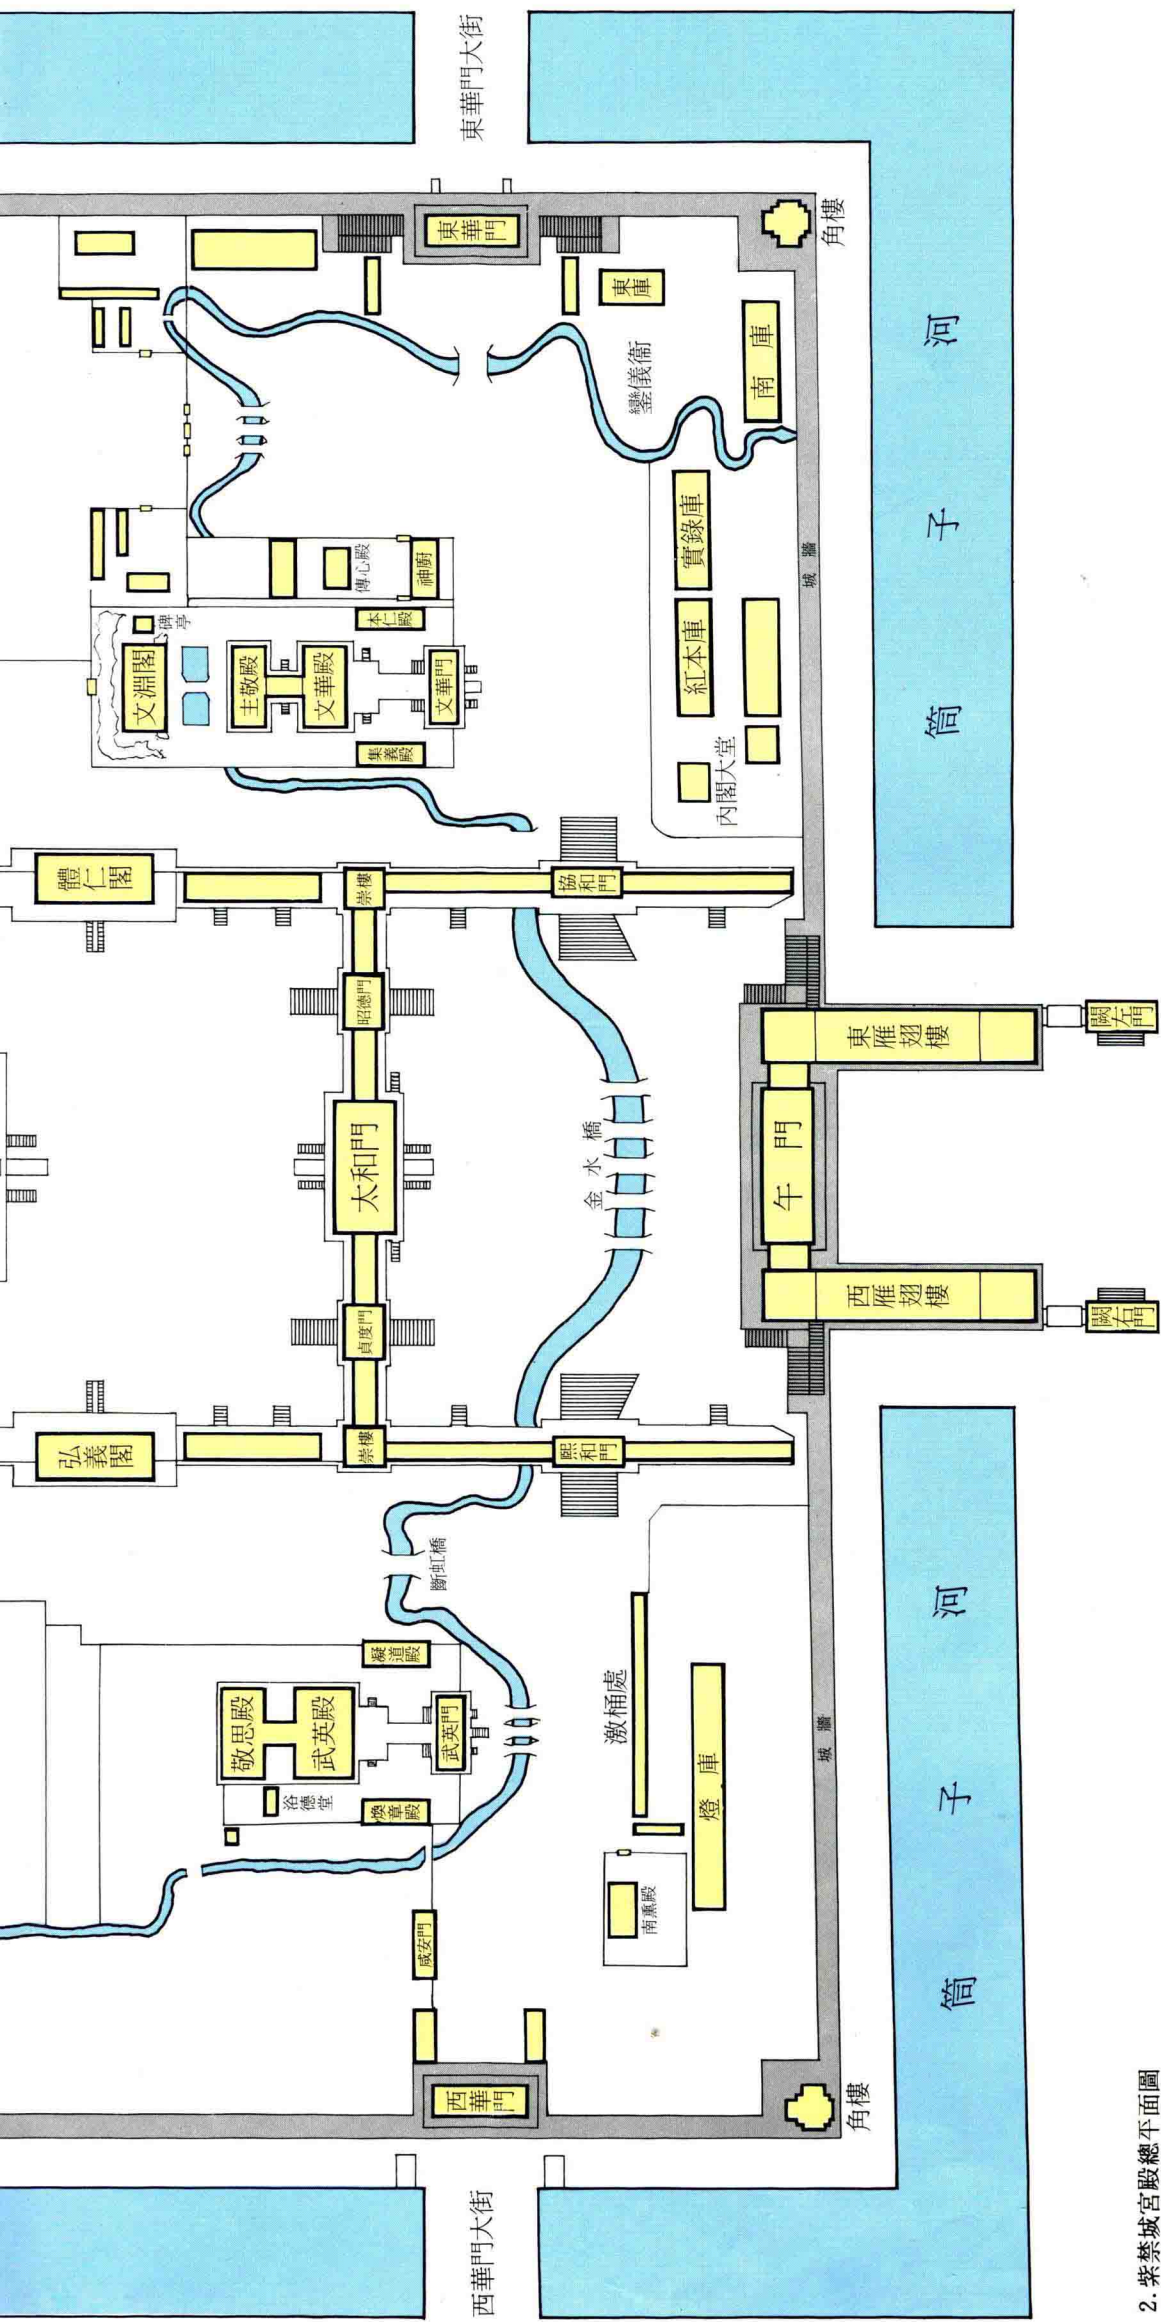 東華門大街
西華門大街
東華門
西華門
角樓
角樓
東庫
南庫
鑾儀衞
實錄庫
紅本庫
內閣大堂
城牆
城牆
筒子河
筒子河
文淵閣
碑亭
主敬殿
文華殿
文華門
本仁殿
集義殿
傳心殿
神廚
體仁閣
弘義閣
崇樓
崇樓
昭德門
太和門
貞度門
協和門
熙和門
金水橋
午門
東雁翅樓
西雁翅樓
闕左門
闕右門
斷虹橋
敬思殿
武英殿
武英門
凝道殿
煥章殿
浴德堂
咸安門
南薰殿
激桶處
燈庫
2. 紫禁城宮殿總平面圖